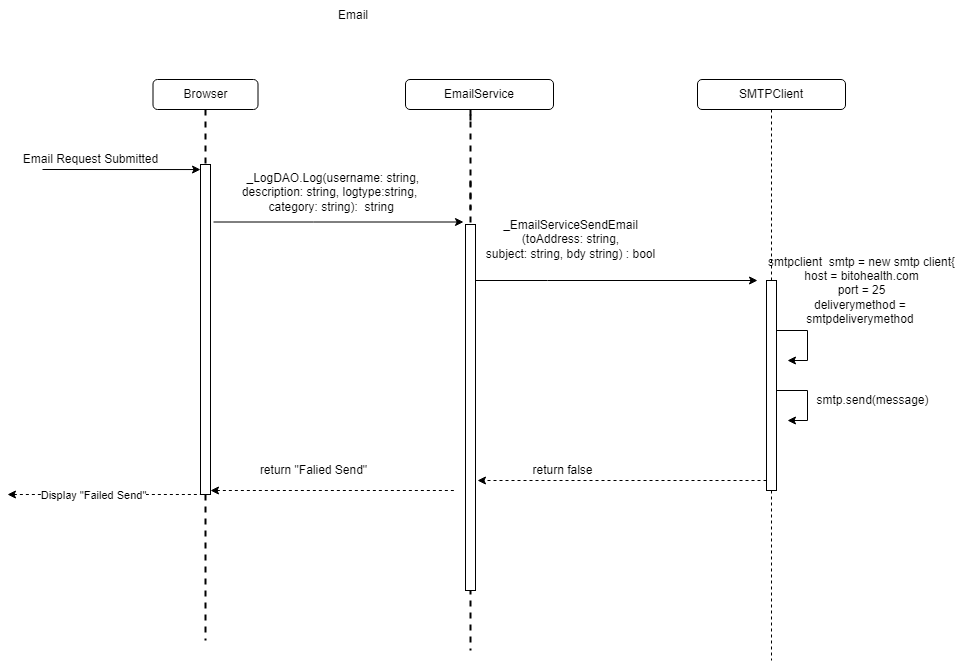 Email
Browser
EmailService
SMTPClient
Email Request Submitted
_LogDAO.Log(username: string,
description: string, logtype:string,
category: string):  string
_EmailServiceSendEmail
(toAddress: string,
subject: string, bdy string) : bool
smtpclient  smtp = new smtp client{
host = bitohealth.com
port = 25
deliverymethod =
smtpdeliverymethod
smtp.send(message)
return false
return "Falied Send"
Display "Failed Send"